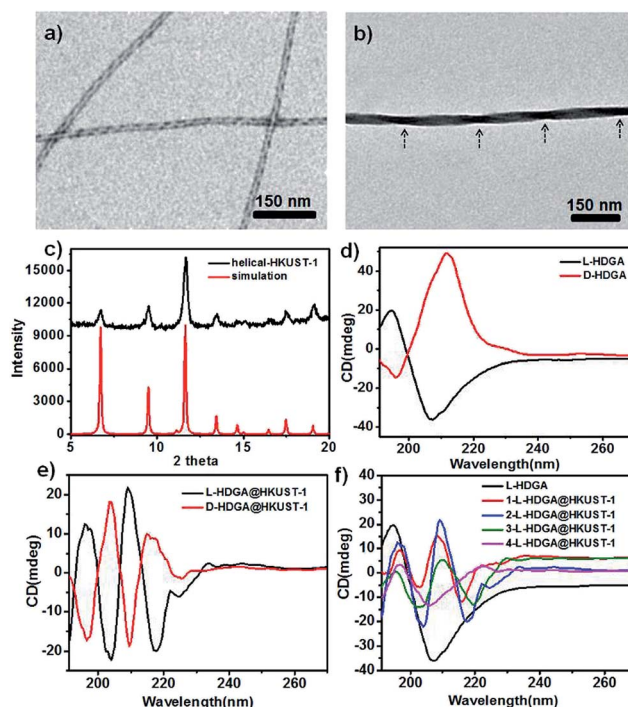 a)
150 nm
b)
150 nm
c)
helical-HKUST-1
simulation
15000
12000
9000
6000
3000
0
Intensity
5
10
15
20
2 theta
d)
L-HDGA
D-HDGA
40
20
0
-20
-40
CD(mdeg)
200
220
240
260
Wavelength(nm)
e)
L-HDGA@HKUST-1
D-HDGA@HKUST-1
20
10
0
-10
-20
CD(mdeg)
200
220
240
260
Wavelength(nm)
f)
L-HDGA
1-L-HDGA@HKUST-1
2-L-HDGA@HKUST-1
3-L-HDGA@HKUST-1
4-L-HDGA@HKUST-1
40
30
20
10
0
-10
-20
-30
-40
CD(mdeg)
200
220
240
260
Wavelength(nm)